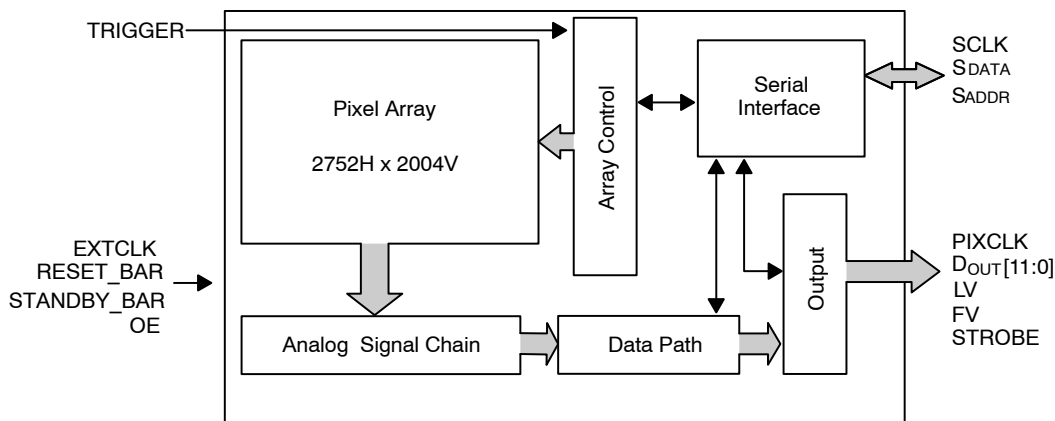 TRIGGER
Pixel Array
2752H x 2004V
Array Control
Serial
Interface
SCLK
SDATA
SADDR
EXTCLK
RESET_BAR
STANDBY_BAR
OE
Analog Signal Chain
Data Path
Output
PIXCLK
DOUT[11:0]
LV
FV
STROBE